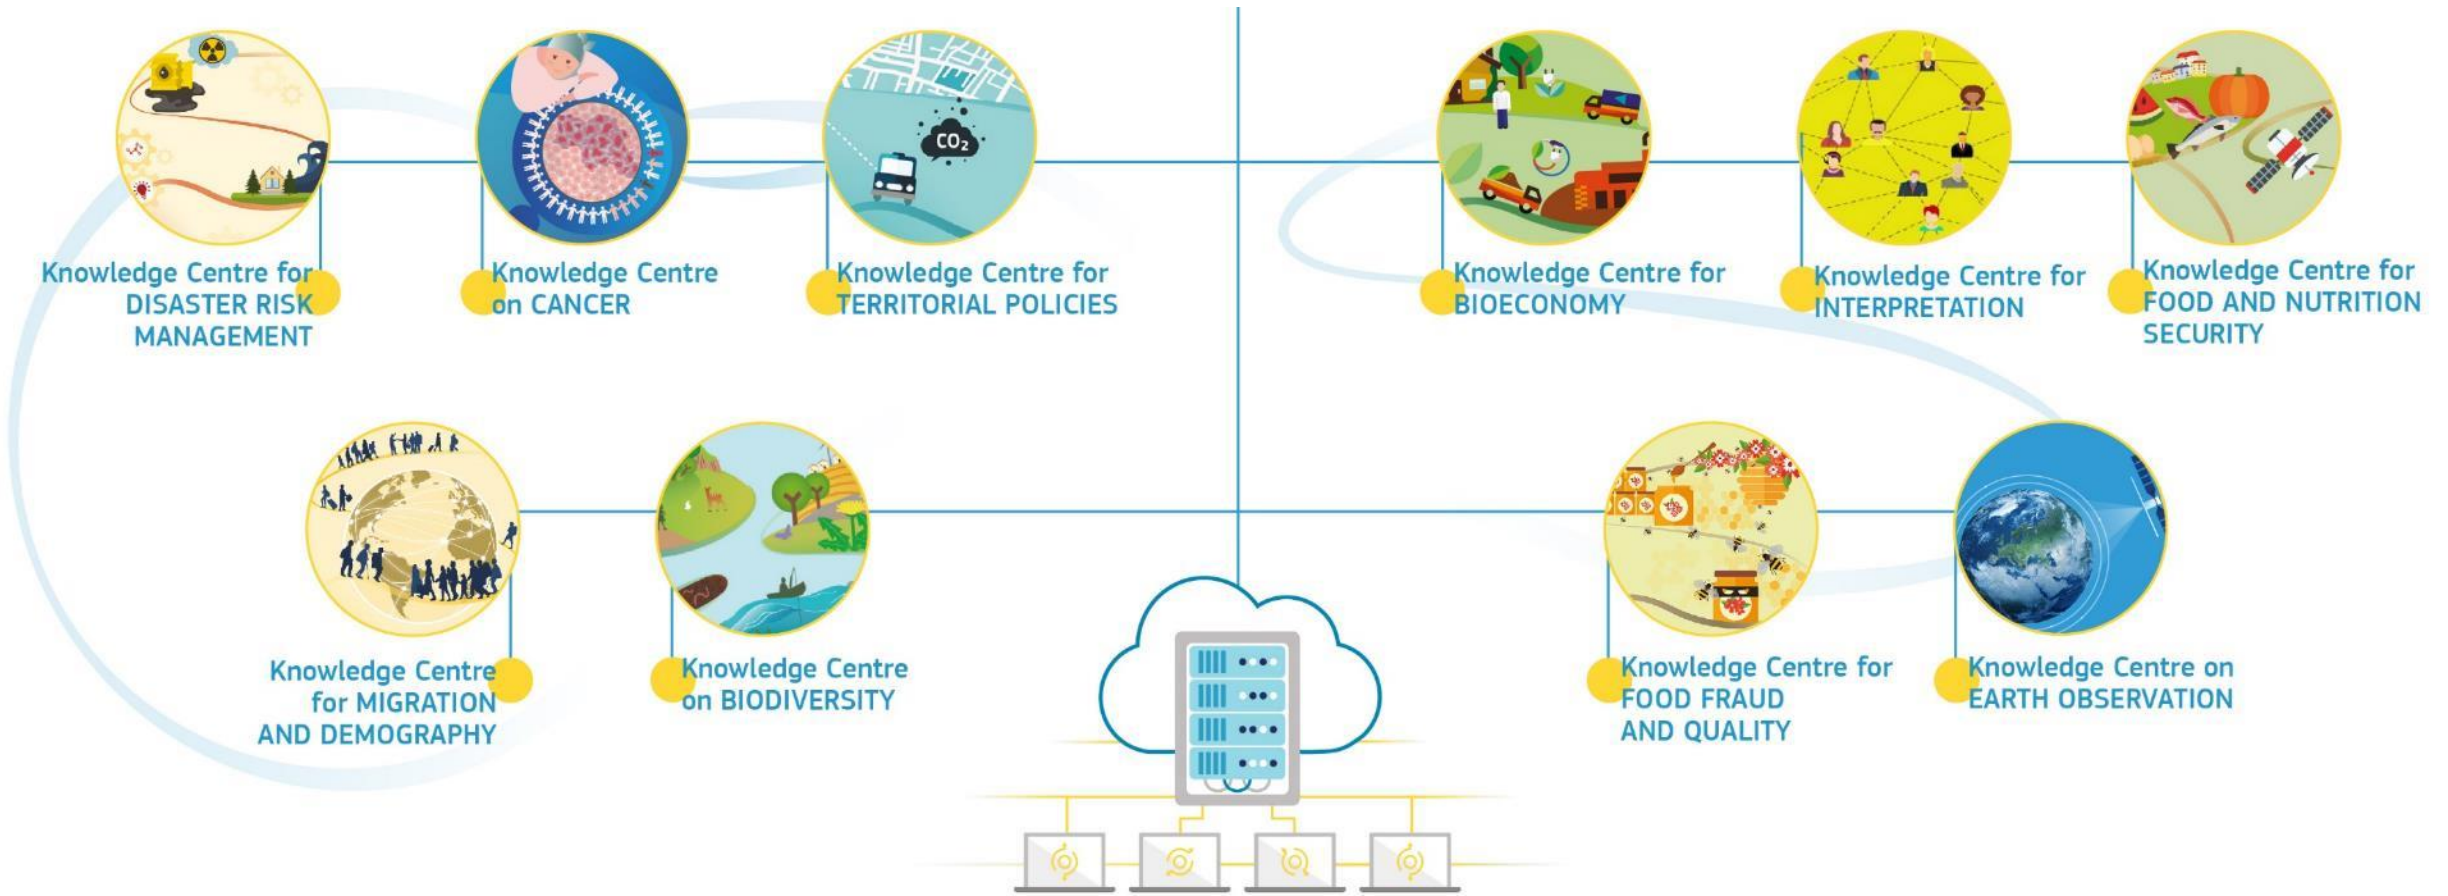 CO₂
Knowledge Centre for
DISASTER RISK
MANAGEMENT
Knowledge Centre
on CANCER
Knowledge Centre for
TERRITORIAL POLICIES
Knowledge Centre for
BIOECONOMY
Knowledge Centre for
INTERPRETATION
Knowledge Centre for
FOOD AND NUTRITION
SECURITY
Knowledge Centre
for MIGRATION
AND DEMOGRAPHY
Knowledge Centre
on BIODIVERSITY
Knowledge Centre for
FOOD FRAUD
AND QUALITY
Knowledge Centre on
EARTH OBSERVATION